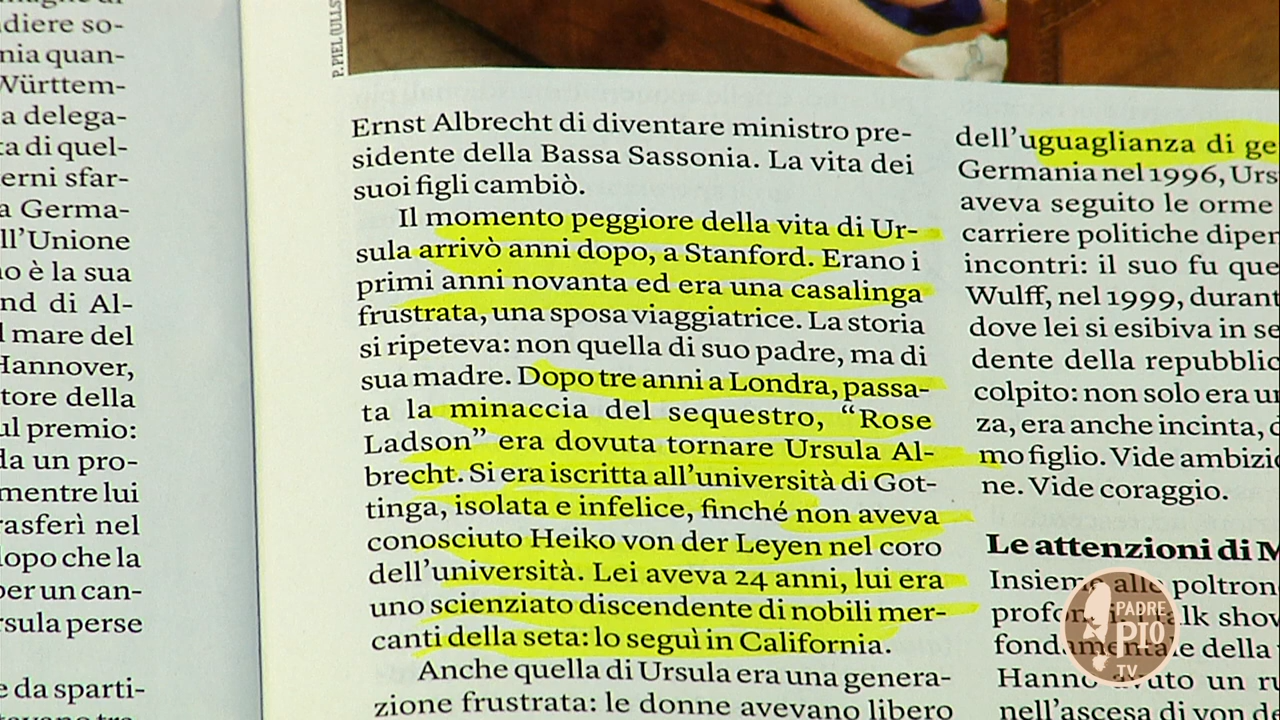 diere so-
nia quan-
Württem-
a delega-
ta di quel-
erni sfar-
a Germa-
ll'Unione
no è la sua
nd di Al-
l mare del
Hannover,
tore della
ul premio:
da un pro-
mentre lui
rasferì nel
dopo che la
per un can-
rsula perse
e da sparti-
P. PIEL (ULLS
Ernst Albrecht di diventare ministro pre-
sidente della Bassa Sassonia. La vita dei
suoi figli cambiò.
Il momento peggiore della vita di Ur-
sula arrivò anni dopo, a Stanford. Erano i
primi anni novanta ed era una casalinga
frustrata, una sposa viaggiatrice. La storia
si ripeteva: non quella di suo padre, ma di
sua madre. Dopo tre anni a Londra, passa-
ta la minaccia del sequestro, “Rose
Ladson” era dovuta tornare Ursula Al-
brecht. Si era iscritta all'università di Got-
tinga, isolata e infelice, finché non aveva
conosciuto Heiko von der Leyen nel coro
dell'università. Lei aveva 24 anni, lui era
uno scienziato discendente di nobili mer-
canti della seta: lo seguì in California.
Anche quella di Ursula era una genera-
zione frustrata: le donne avevano libero
dell'uguaglianza di ge
Germania nel 1996, Urs
aveva seguito le orme
carriere politiche dipen
incontri: il suo fu que
Wulff, nel 1999, durant
dove lei si esibiva in se
dente della repubblic
colpito: non solo era un
za, era anche incinta, d
mo figlio. Vide ambizio
ne. Vide coraggio.
Le attenzioni di M
Insieme alle poltron
profon i talk show
fondamentale della
Hanno avuto un ru
nell'ascesa di von de
PADRE
PIO
TV